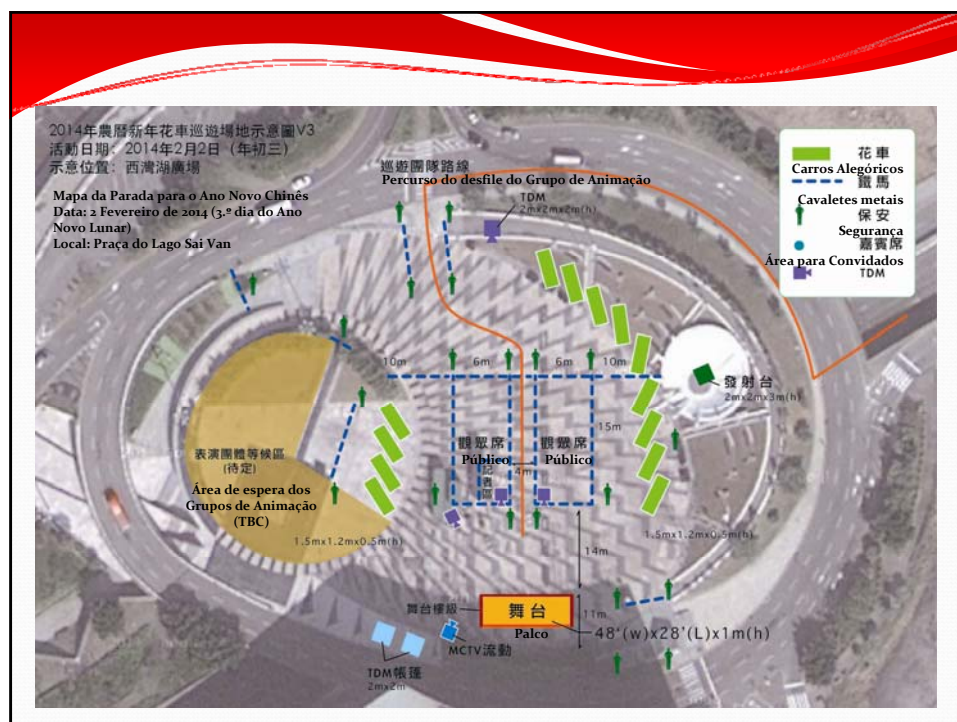 2014年農曆新年花車巡遊場地示意圖V3
活動日期：2014年2月2日（年初三）
示意位置：西灣湖廣場
Mapa da Parada para o Ano Novo Chinês
Data: 2 Fevereiro de 2014 (3.º dia do Ano
Novo Lunar)
Local: Praça do Lago Sai Van
巡遊團隊路線
Percurso do desfile do Grupo de Animação
TDM
2mx2mx2m(h)
花車
Carros Alegóricos
鐵馬
Cavaletes metais
保安
Segurança
嘉賓席
Área para Convidados
TDM
10m
6m
6m
10m
發射台
2mx2mx3m(h)
15m
觀眾席
Público
觀眾席
Público
記者區
4m
表演團體等候區
(待定)
Área de espera dos
Grupos de Animação
(TBC)
1.5mx1.2mx0.5m(h)
1.5mx1.2mx0.5m(h)
14m
舞台樓級
舞台
Palco
11m
48'(w)x28'(L)x1m(h)
MCTV流動
TDM帳篷
2mx2m